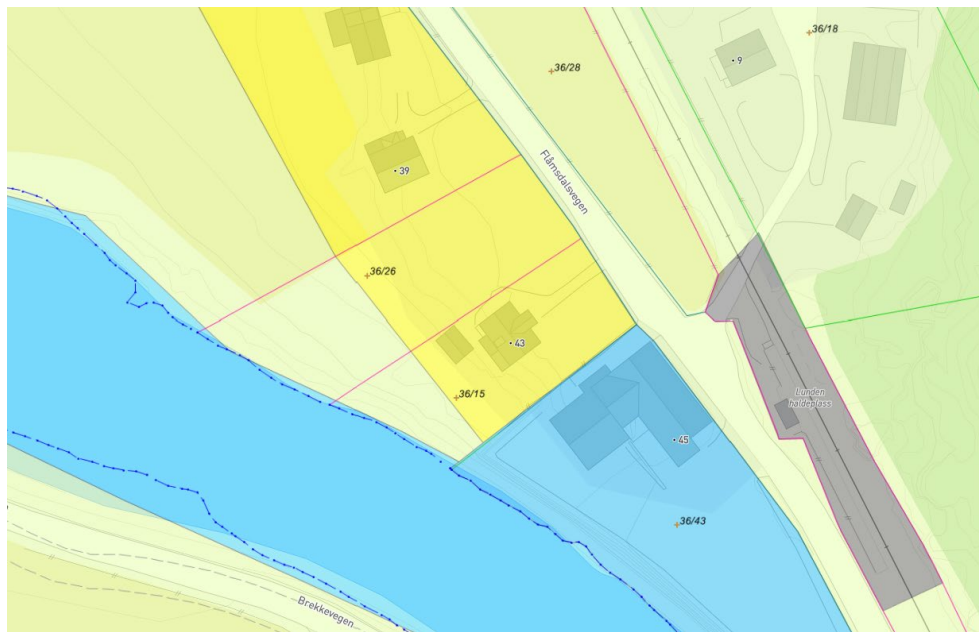 36/18
9
36/28
39
Flåmsdalsvegen
36/26
43
36/15
Lunden
haldeplass
45
36/43
Brekkevegen